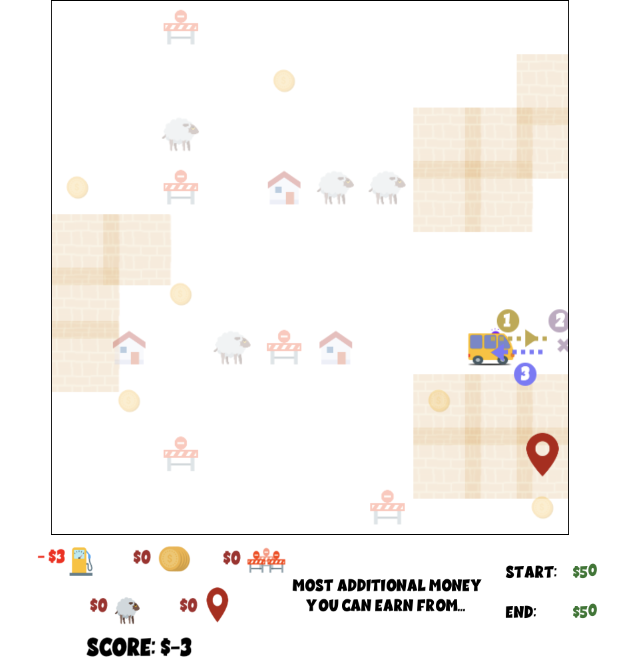 1
2
3
- $3
$0
$0
$0
$0
MOST ADDITIONAL MONEY
YOU CAN EARN FROM...
START: $50
END: $50
SCORE: $-3